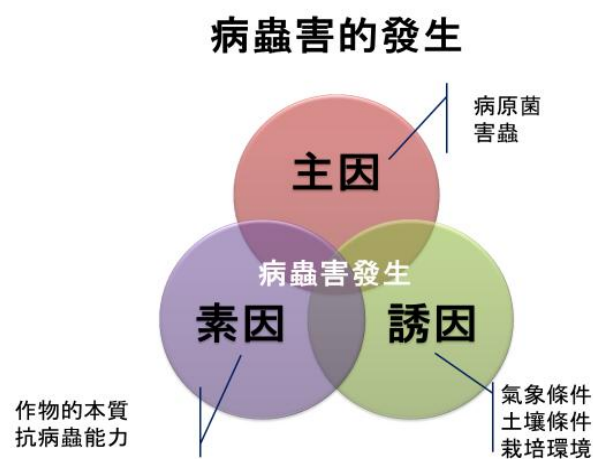 病蟲害的發生
病原菌
害蟲
主因
病蟲害發生
素因
誘因
作物的本質
抗病蟲能力
氣象條件
土壤條件
栽培環境